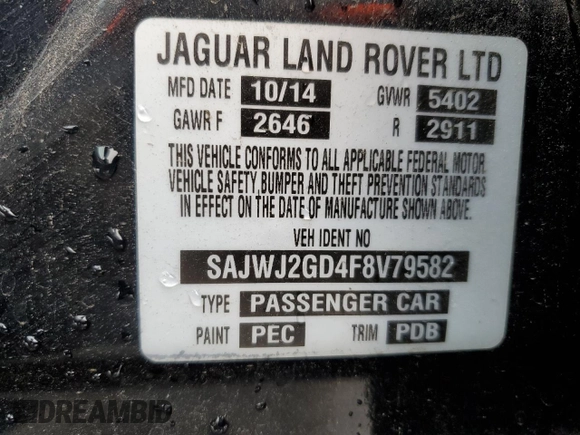 JAGUAR LAND ROVER LTD
MFD DATE 10/14 GVWR 5402
GAWR F 2646 R 2911
THIS VEHICLE CONFORMS TO ALL APPLICABLE FEDERAL MOTOR
VEHICLE SAFETY, BUMPER AND THEFT PREVENTION STANDARDS
IN EFFECT ON THE DATE OF MANUFACTURE SHOWN ABOVE.
VEH IDENT NO
SAJWJ2GD4F8V79582
TYPE PASSENGER CAR
PAINT PEC TRIM PDB
DREAMBID